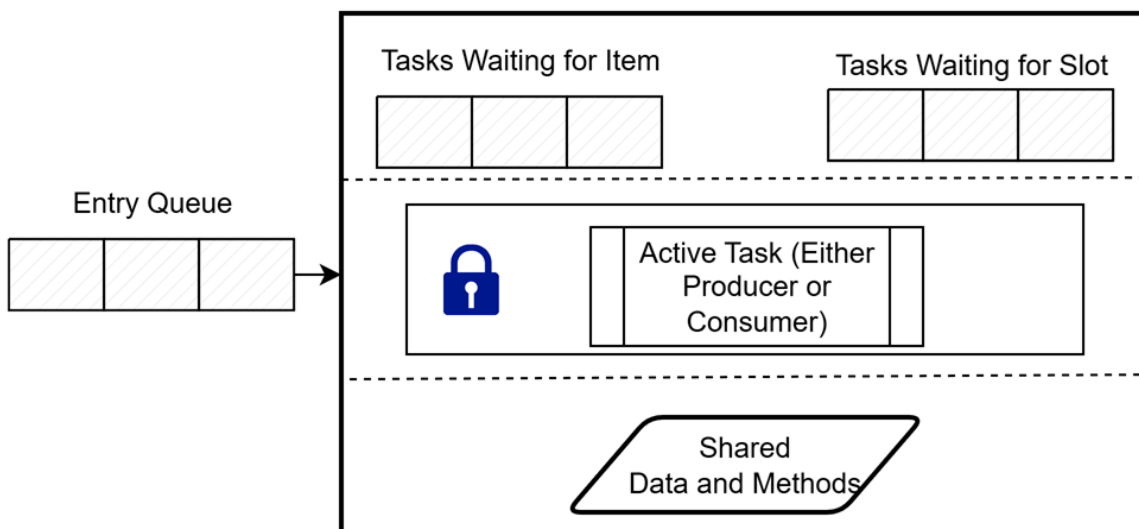 Tasks Waiting for Item
Tasks Waiting for Slot
Entry Queue
Active Task (Either
Producer or
Consumer)
Shared
Data and Methods